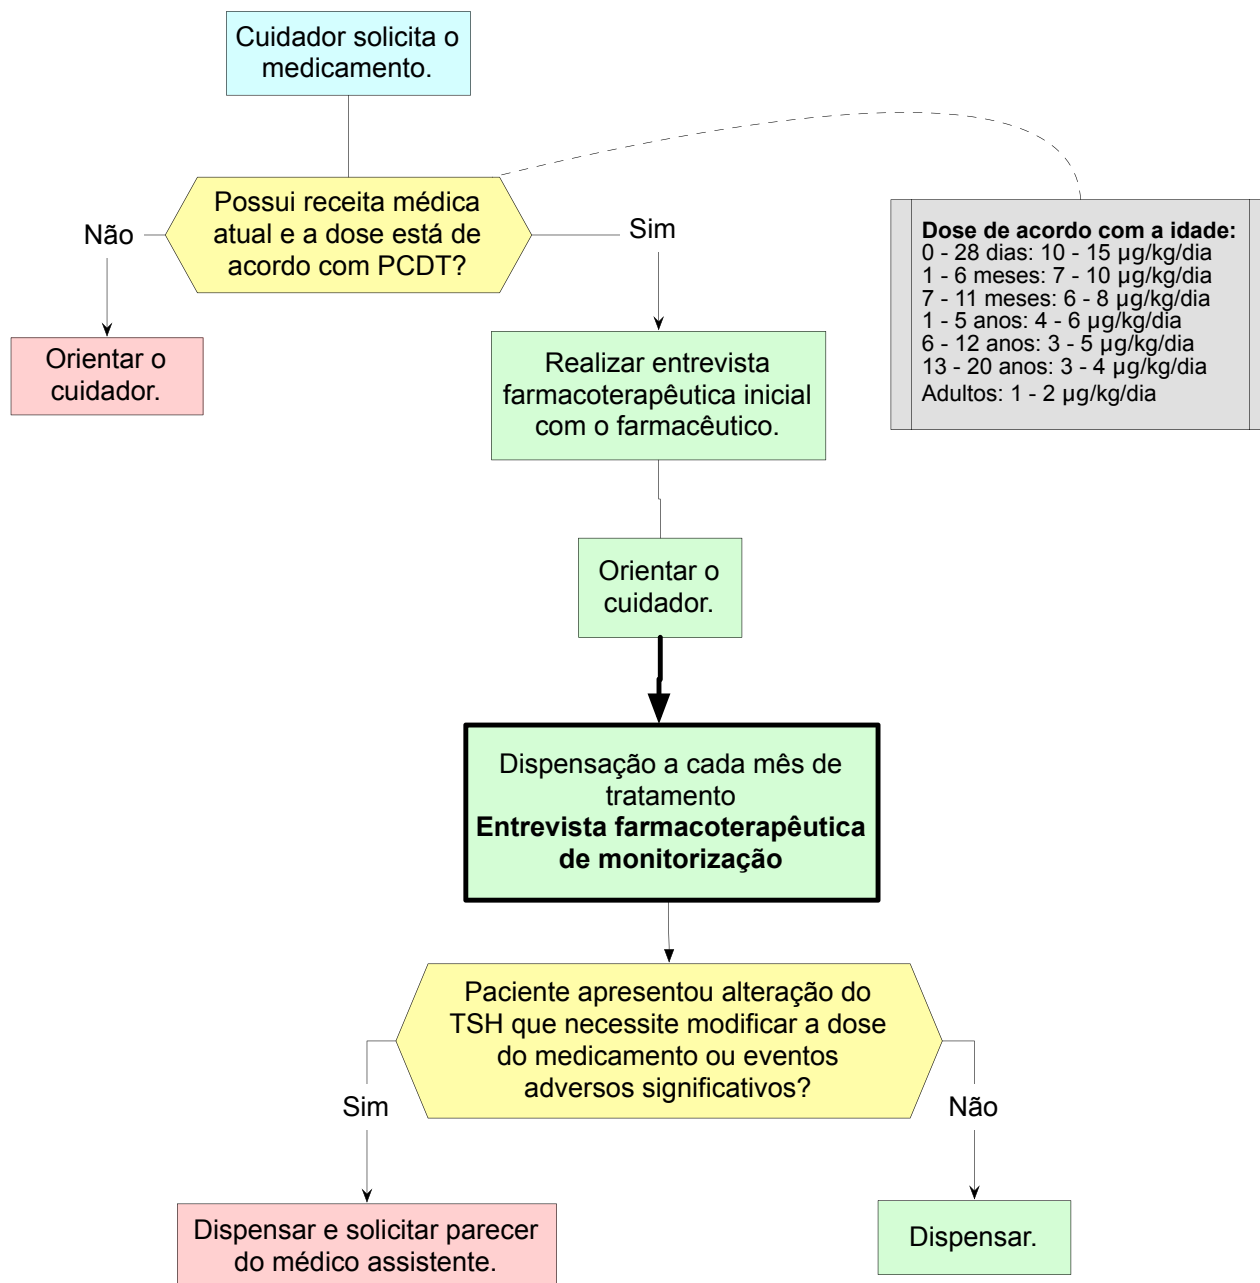 Cuidador solicita o
medicamento.
Possui receita médica
atual e a dose está de
acordo com PCDT?
Não
Sim
Dose de acordo com a idade:
0 - 28 dias: 10 - 15 µg/kg/dia
1 - 6 meses: 7 - 10 µg/kg/dia
7 - 11 meses: 6 - 8 µg/kg/dia
1 - 5 anos: 4 - 6 µg/kg/dia
6 - 12 anos: 3 - 5 µg/kg/dia
13 - 20 anos: 3 - 4 µg/kg/dia
Adultos: 1 - 2 µg/kg/dia
Orientar o
cuidador.
Realizar entrevista
farmacoterapêutica inicial
com o farmacêutico.
Orientar o
cuidador.
Dispensação a cada mês de
tratamento
Entrevista farmacoterapêutica
de monitorização
Paciente apresentou alteração do
TSH que necessite modificar a dose
do medicamento ou eventos
adversos significativos?
Sim
Não
Dispensar e solicitar parecer
do médico assistente.
Dispensar.